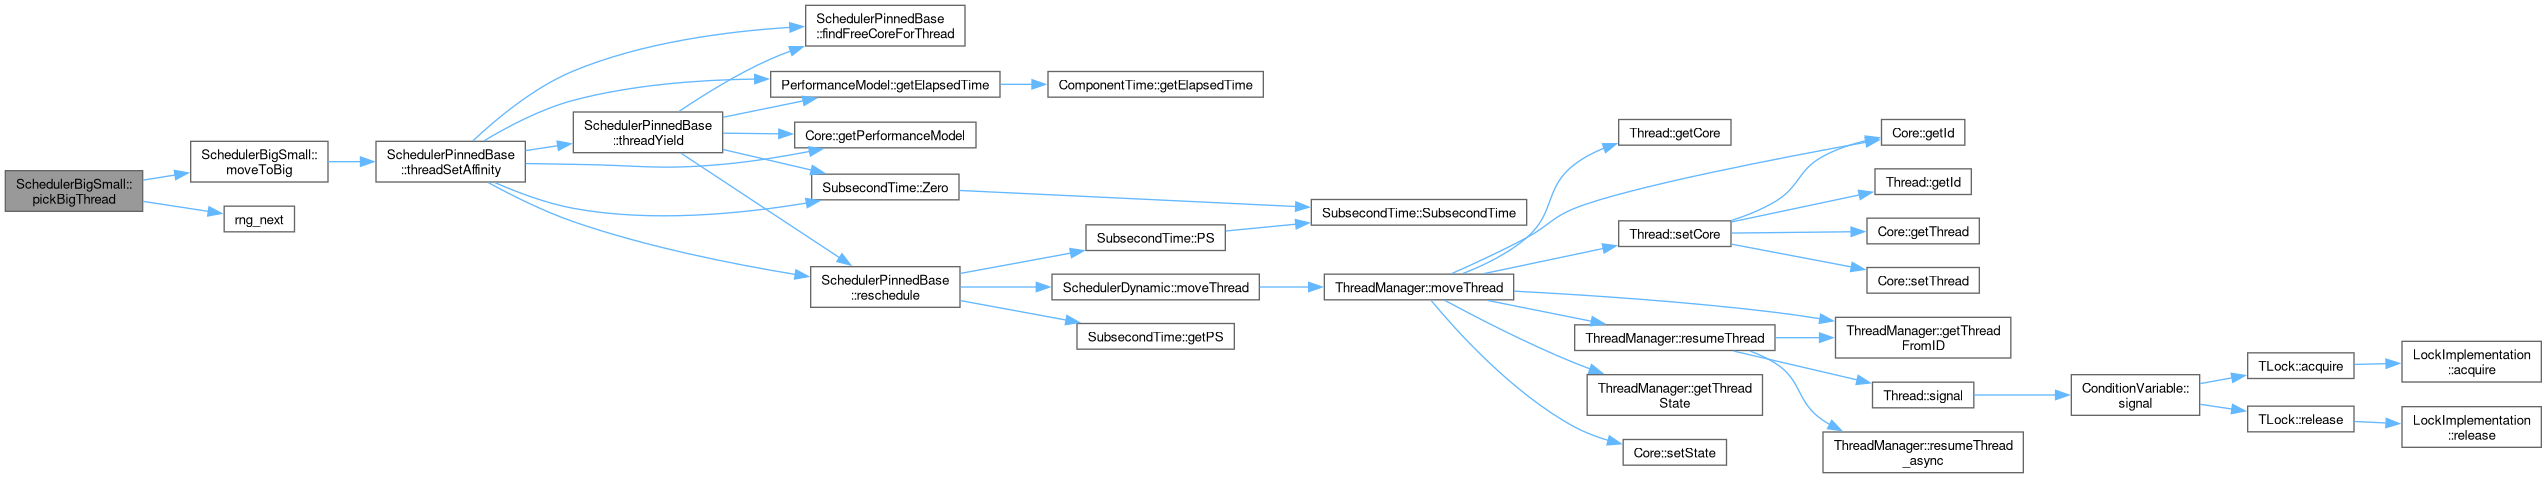 SchedulerBigSmall::
pickBigThread
SchedulerBigSmall::
moveToBig
rng_next
SchedulerPinnedBase
::threadSetAffinity
SchedulerPinnedBase
::threadYield
SchedulerPinnedBase
::findFreeCoreForThread
PerformanceModel::getElapsedTime
Core::getPerformanceModel
SubsecondTime::Zero
SchedulerPinnedBase
::reschedule
ComponentTime::getElapsedTime
SubsecondTime::PS
SchedulerDynamic::moveThread
SubsecondTime::getPS
SubsecondTime::SubsecondTime
ThreadManager::moveThread
Thread::getCore
Thread::setCore
ThreadManager::resumeThread
ThreadManager::getThread
State
Core::setState
Core::getId
Thread::getId
Core::getThread
Core::setThread
ThreadManager::getThread
FromID
Thread::signal
ThreadManager::resumeThread
_async
ConditionVariable::
signal
TLock::acquire
TLock::release
LockImplementation
::acquire
LockImplementation
::release